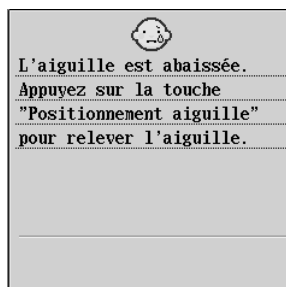 L'aiguille est abaissée.
Appuyez sur la touche
"Positionnement aiguille"
pour relever l'aiguille.